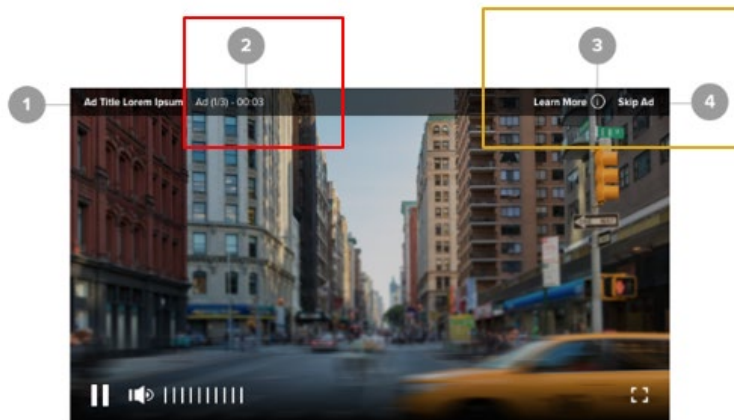 2
3
1
Ad Title Lorem Ipsum
Ad (1/3) - 00:03
Learn More
Skip Ad
4